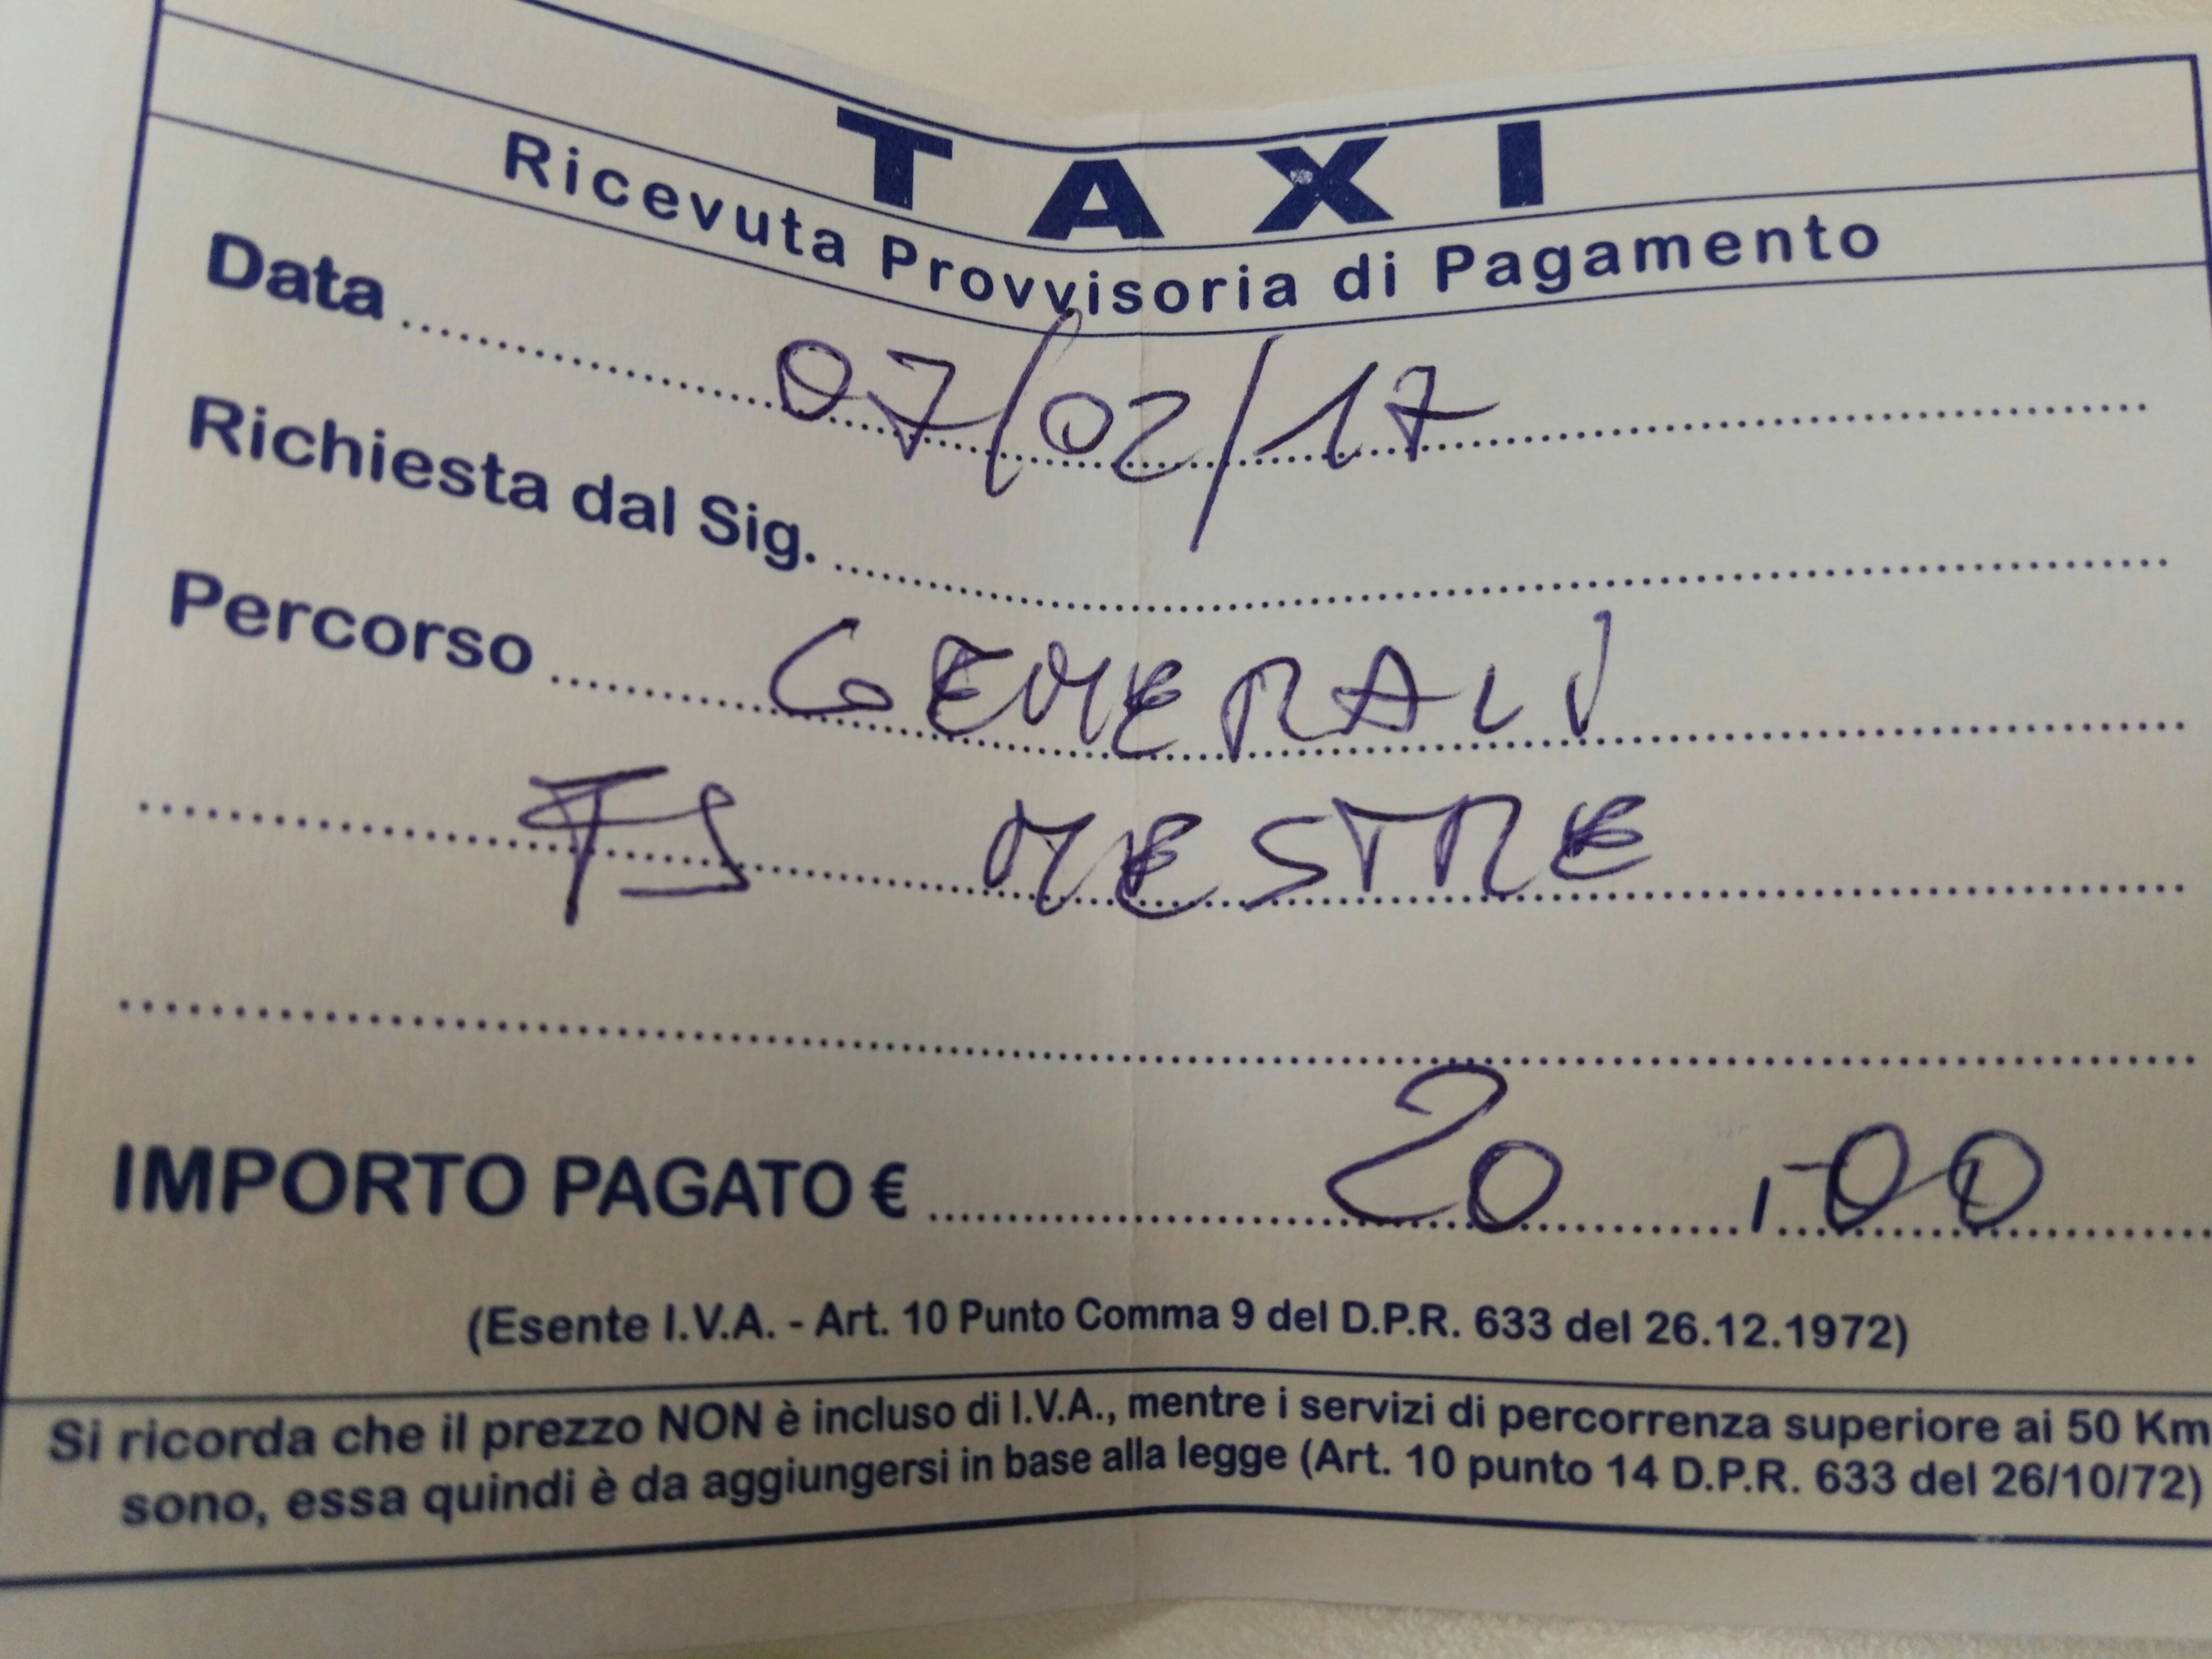 TAXI
Ricevuta Provvisoria di Pagamento
Data 07/02/17
Richiesta dal Sig.
Percorso GENERALI
FS MESTRE
IMPORTO PAGATO € 20,00
(Esente I.V.A. - Art. 10 Punto Comma 9 del D.P.R. 633 del 26.12.1972)
Si ricorda che il prezzo NON è incluso di I.V.A., mentre i servizi di percorrenza superiore ai 50 Km
sono, essa quindi è da aggiungersi in base alla legge (Art. 10 punto 14 D.P.R. 633 del 26/10/72)